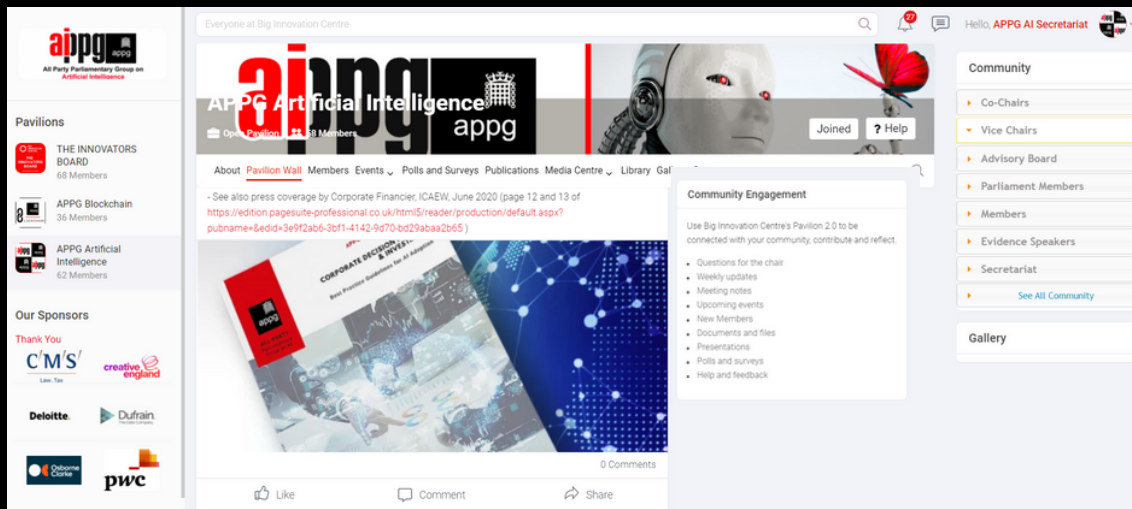 aippg appg
All Party Parliamentary Group on
Artificial Intelligence
Pavilions
THE INNOVATORS
BOARD
68 Members
APPG Blockchain
36 Members
APPG Artificial
Intelligence
62 Members
Our Sponsors
Thank You
C'M'S'
Law . Tax
creative
england
Deloitte.
Dufrain.
The Data Company
Osborne
Clarke
pwc
Everyone at Big Innovation Centre
27
Hello, APPG AI Secretariat
aippg
appg
APPG Artificial Intelligence
Open Pavilion 58 Members
Joined
? Help
About Pavilion Wall Members Events Polls and Surveys Publications Media Centre Library
- See also press coverage by Corporate Financier, ICAEW, June 2020 (page 12 and 13 of
https://edition.pagesuite-professional.co.uk/html5/reader/production/default.aspx?
pubname=&edid=3e9f2ab6-3bf1-4142-9d70-bd29abaa2b65 )
CORPORATE DECISION
& INVEST
Best Practice Guidelines for AI Adoption
appg
ALL PARTY
0 Comments
Like
Comment
Share
Community Engagement
Use Big Innovation Centre's Pavilion 2.0 to be
connected with your community, contribute and reflect.
Questions for the chair
Weekly updates
Meeting notes
Upcoming events
New Members
Documents and files
Presentations
Polls and surveys
Help and feedback
Community
Co-Chairs
Vice Chairs
Advisory Board
Parliament Members
Members
Evidence Speakers
Secretariat
See All Community
Gallery